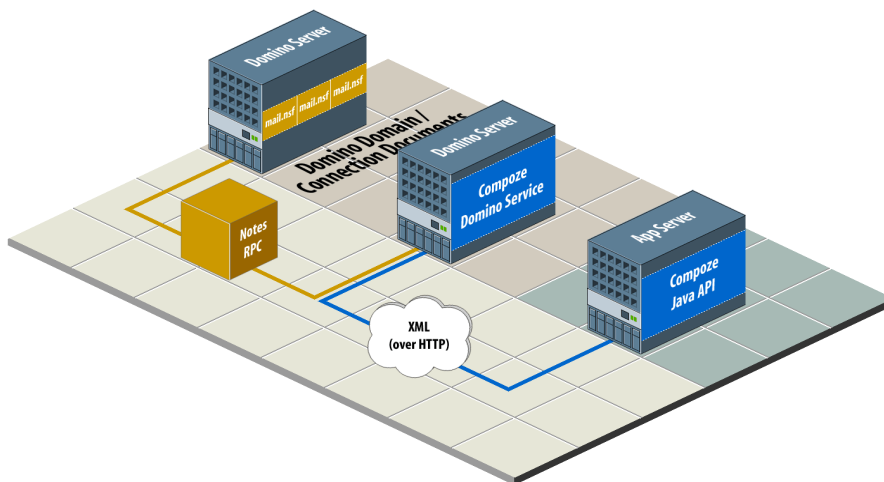 Domino Server
mail.nsf mail.nsf mail.nsf
Domino Domain /
Connection Documents
Domino Server
Compoze
Domino Service
App Server
Compoze
Java API
Notes
RPC
XML
(over HTTP)